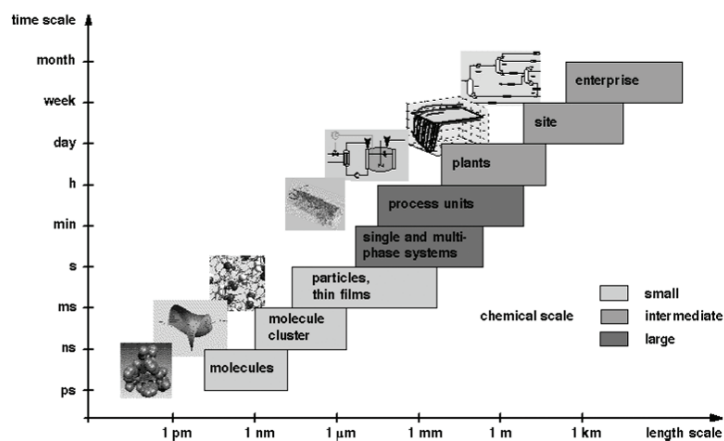 time scale
month
enterprise
week
site
day
plants
h
process units
min
single and multi-
phase systems
s
particles,
thin films
small
ms
chemical scale
intermediate
molecule
cluster
large
ns
molecules
ps
1 pm
1 nm
1 μm
1 mm
1 m
1 km
length scale